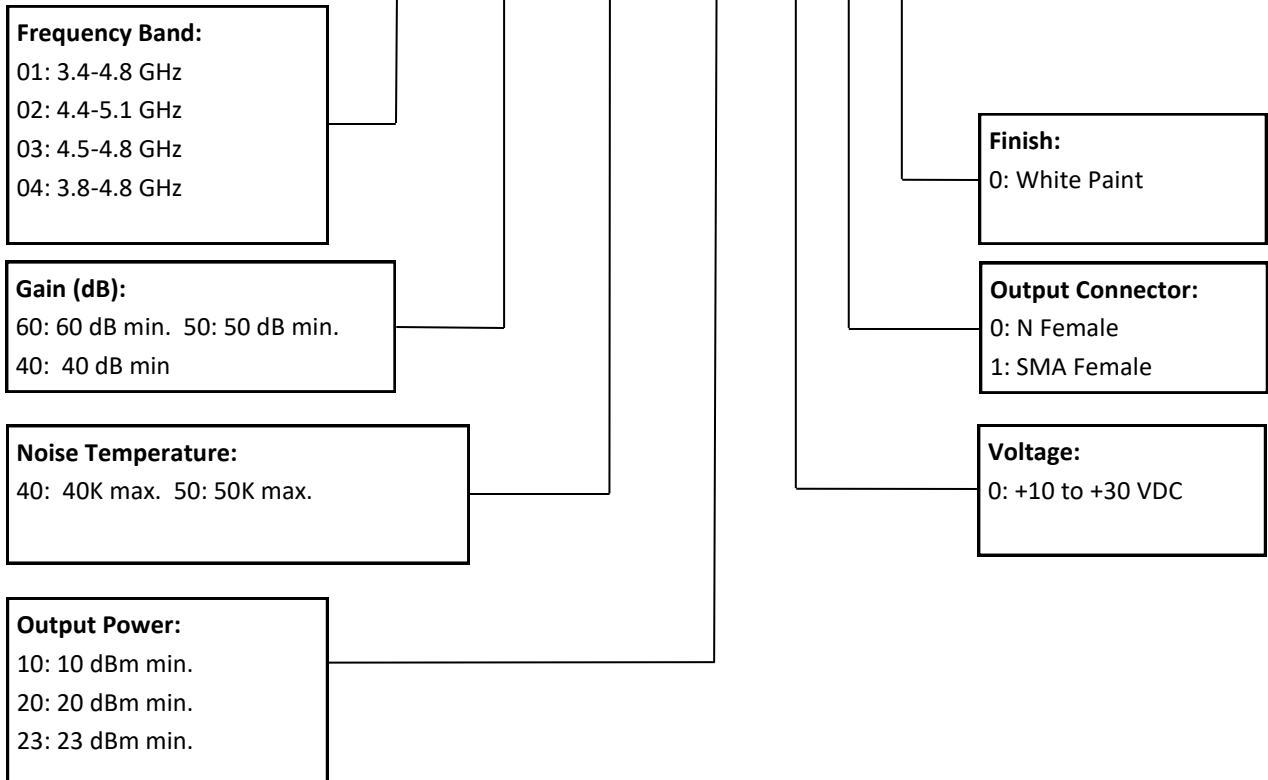 Frequency Band:
01: 3.4-4.8 GHz
02: 4.4-5.1 GHz
03: 4.5-4.8 GHz
04: 3.8-4.8 GHz
Gain (dB):
60: 60 dB min.  50: 50 dB min.
40:  40 dB min
Noise Temperature:
40:  40K max.  50: 50K max.
Output Power:
10: 10 dBm min.
20: 20 dBm min.
23: 23 dBm min.
Finish:
0: White Paint
Output Connector:
0: N Female
1: SMA Female
Voltage:
0: +10 to +30 VDC